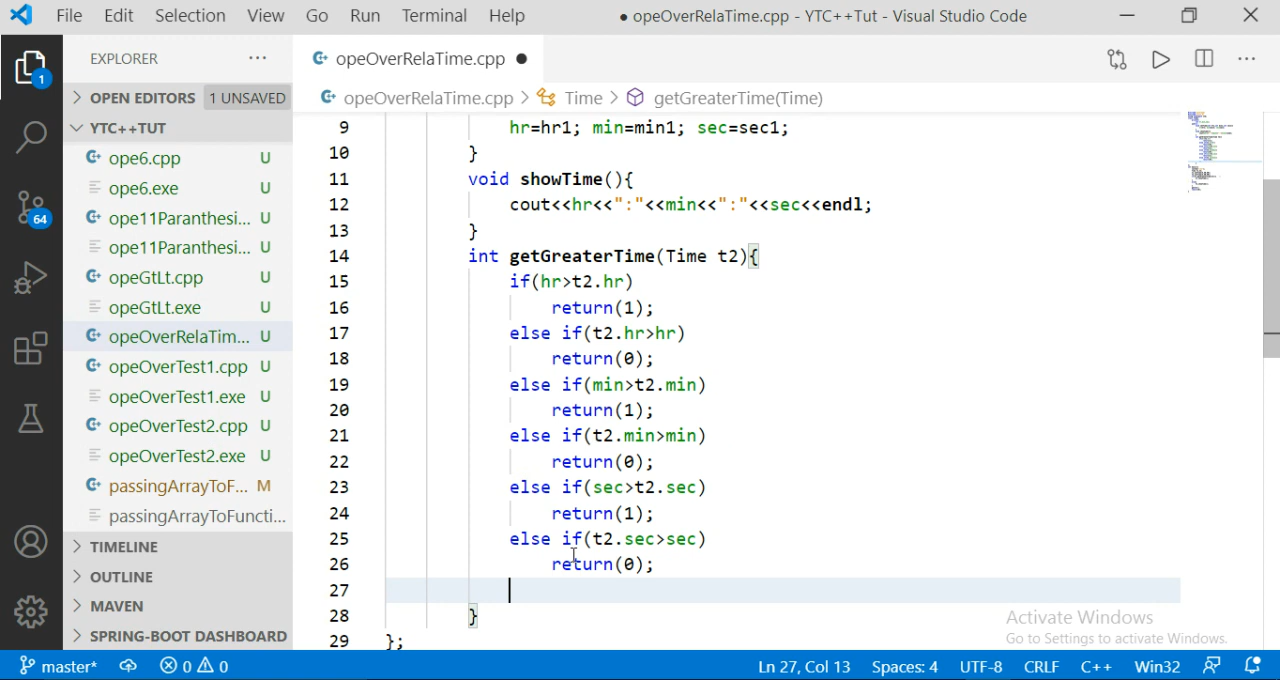 File Edit Selection View Go Run Terminal Help ● opeOverRelaTime.cpp - YTC++Tut - Visual Studio Code
EXPLORER ···
opeOverRelaTime.cpp ●
OPEN EDITORS 1 UNSAVED
opeOverRelaTime.cpp > Time > getGreaterTime(Time)
YTC++TUT
ope6.cpp U
ope6.exe U
ope11Paranthesi... U
ope11Paranthesi... U
opeGtLt.cpp U
opeGtLt.exe U
opeOverRelaTim... U
opeOverTest1.cpp U
opeOverTest1.exe U
opeOverTest2.cpp U
opeOverTest2.exe U
passingArrayToF... M
passingArrayToFuncti...
TIMELINE
OUTLINE
MAVEN
SPRING-BOOT DASHBOARD
1
64
9 hr=hr1; min=min1; sec=sec1;
10 }
11 void showTime(){
12 cout<<hr<<":"<<min<<":"<<sec<<endl;
13 }
14 int getGreaterTime(Time t2){
15 if(hr>t2.hr)
16 return(1);
17 else if(t2.hr>hr)
18 return(0);
19 else if(min>t2.min)
20 return(1);
21 else if(t2.min>min)
22 return(0);
23 else if(sec>t2.sec)
24 return(1);
25 else if(t2.sec>sec)
26 return(0);
27
28 }
29 };
Activate Windows
Go to Settings to activate Windows.
master* 0 0 Ln 27, Col 13 Spaces: 4 UTF-8 CRLF C++ Win32